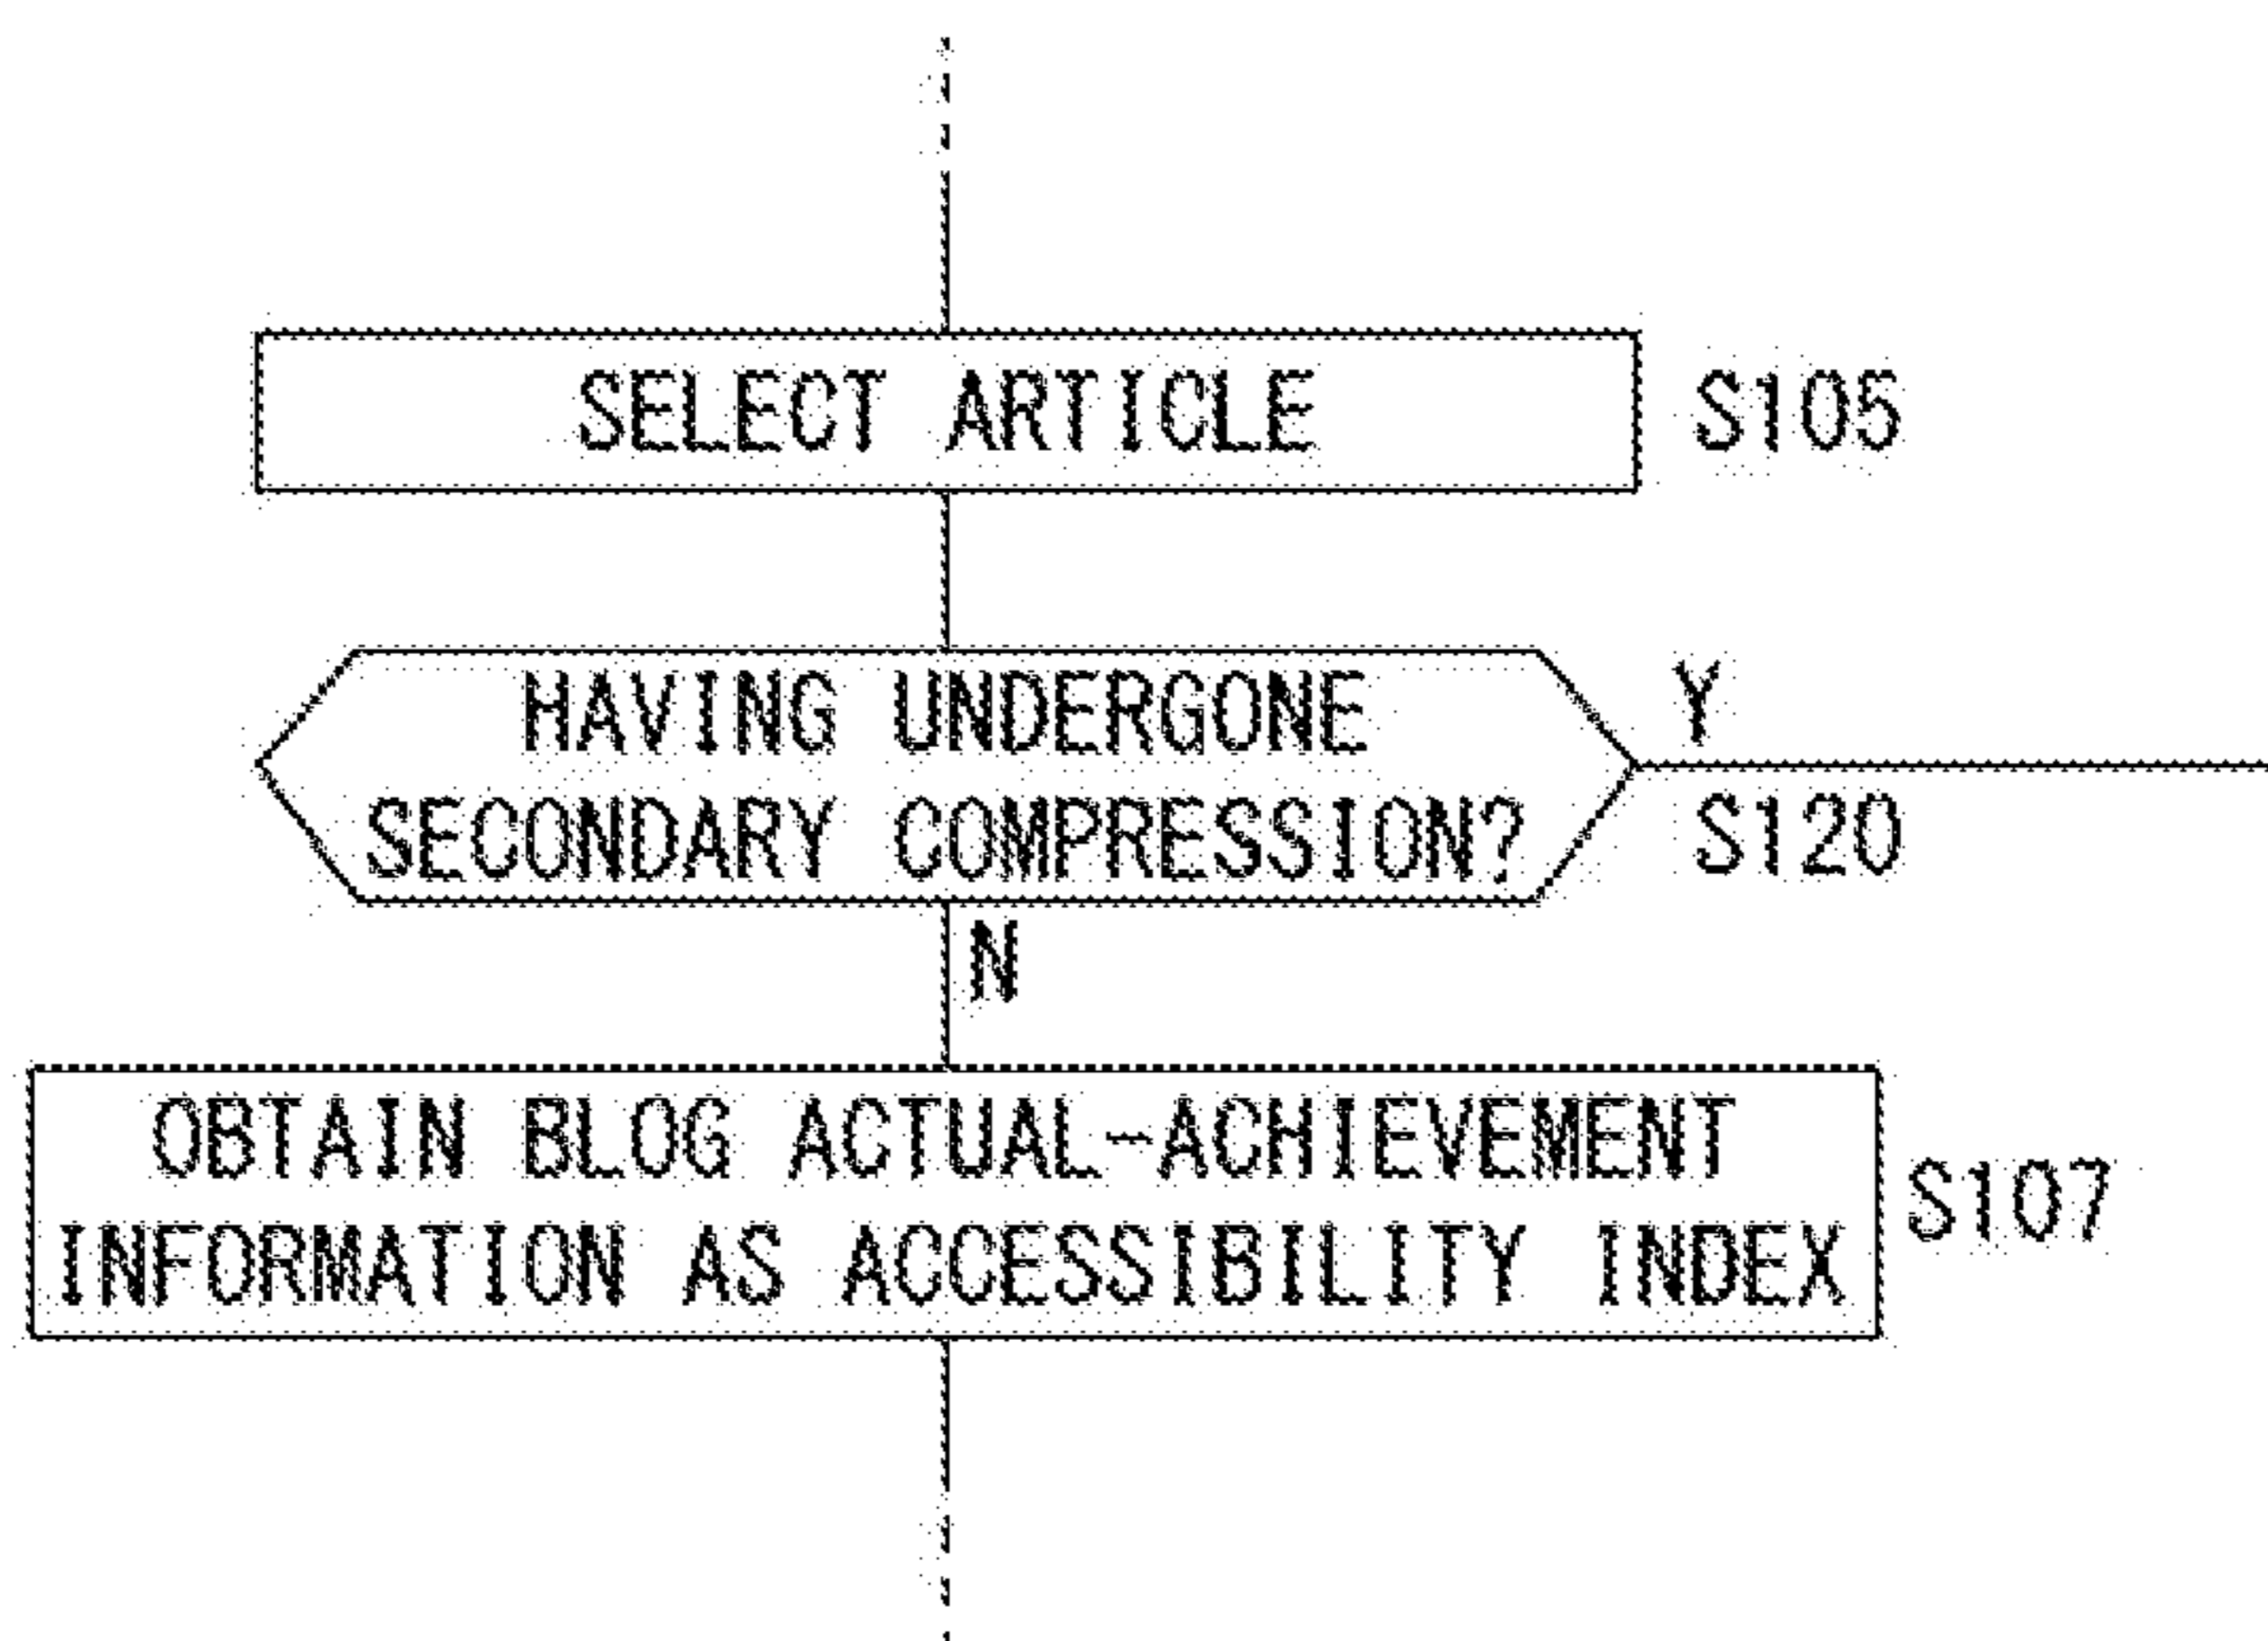 SELECT ARTICLE
S105
HAVING UNDERGONE
SECONDARY COMPRESSION?
Y
S120
N
OBTAIN BLOG ACTUAL-ACHIEVEMENT
INFORMATION AS ACCESSIBILITY INDEX
S107